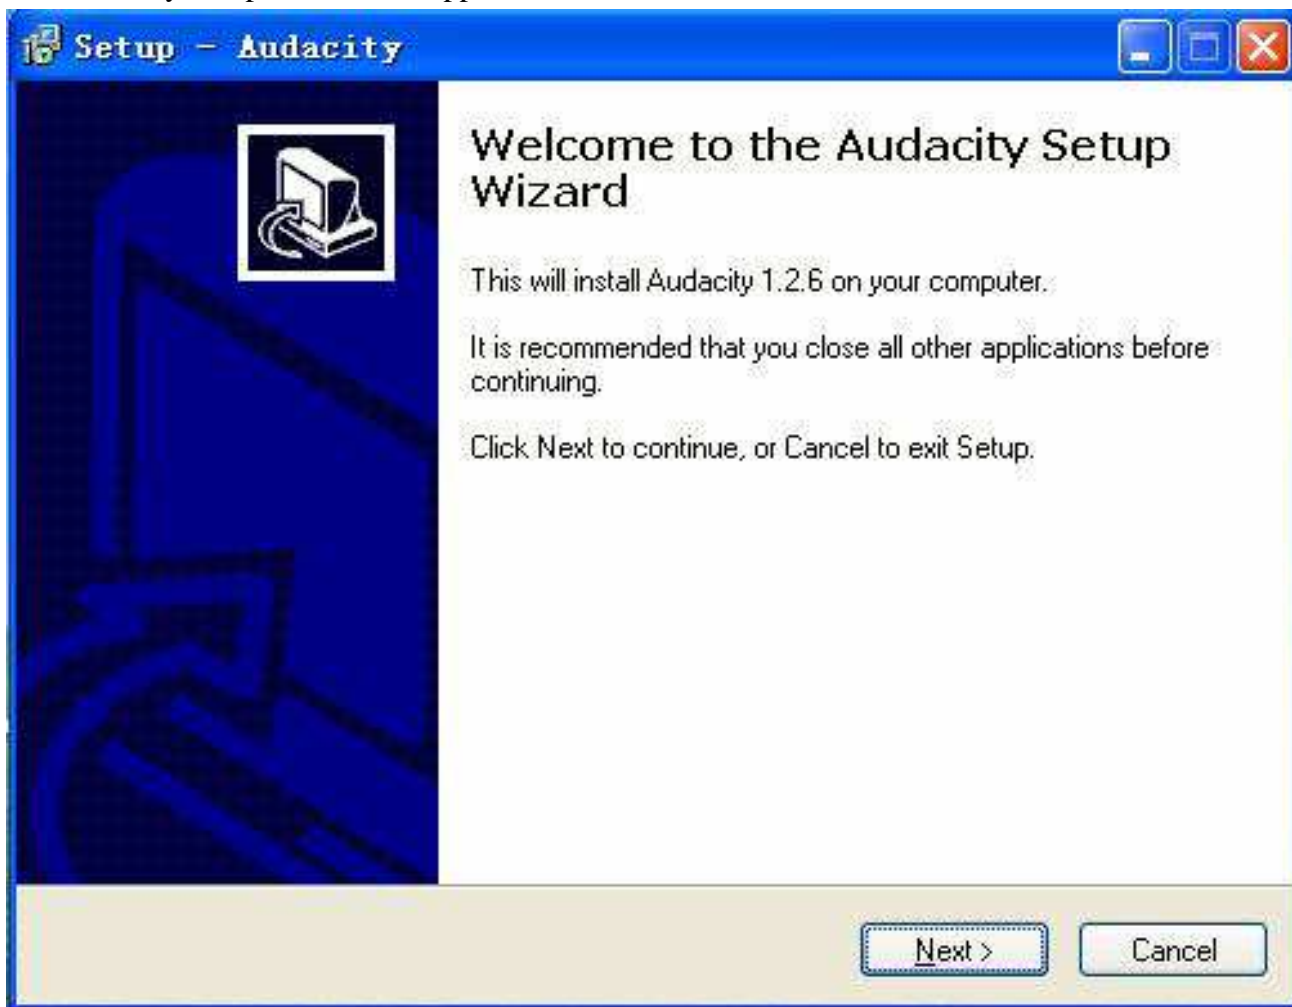 Setup - Audacity
Welcome to the Audacity Setup
Wizard
This will install Audacity 1.2.6 on your computer.
It is recommended that you close all other applications before
continuing.
Click Next to continue, or Cancel to exit Setup.
Next >
Cancel